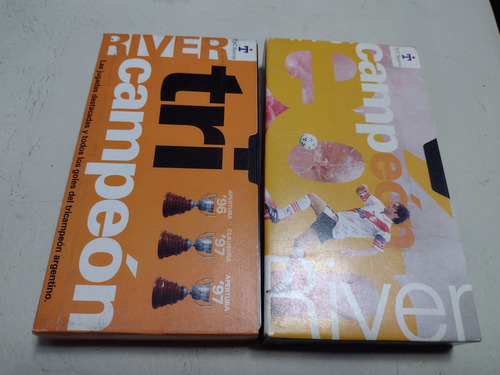 RIVER
tri
campeón
Las jugadas destacadas y todos los goles del tricampeón argentino.
APERTURA
'96
CLAUSURA
'97
APERTURA
'97
T
campeón
River
T